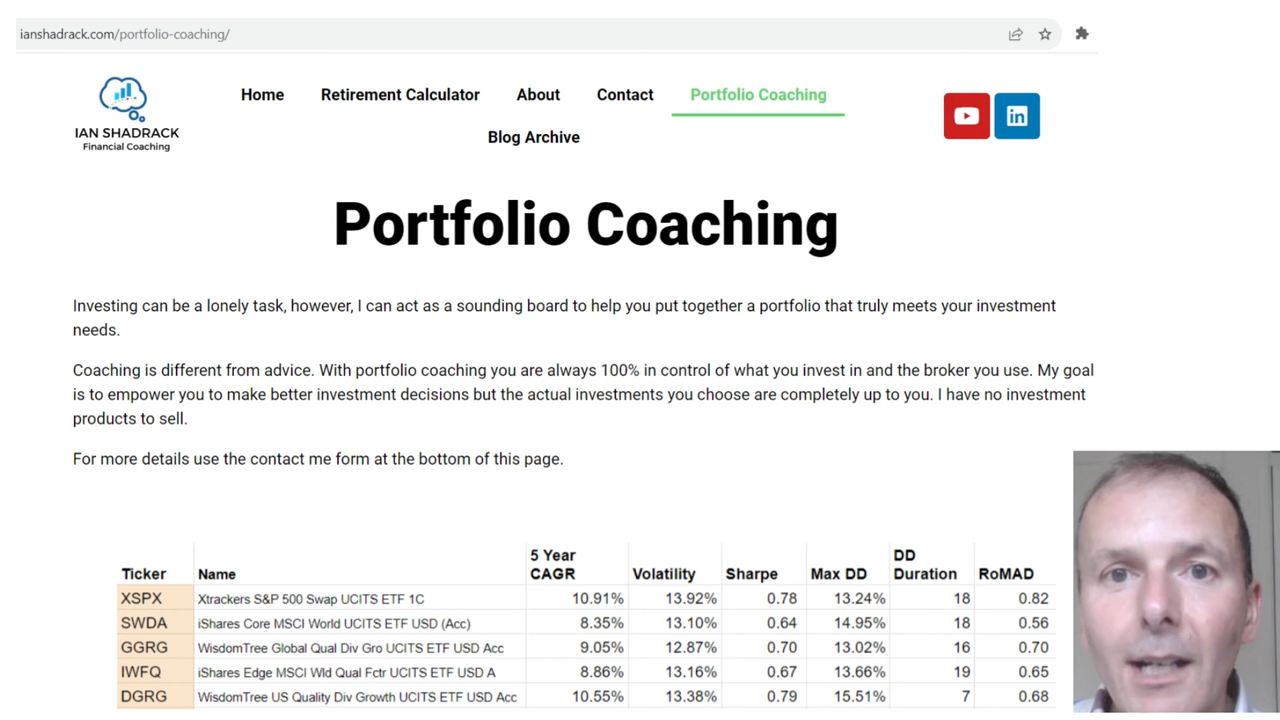 ianshadrack.com/portfolio-coaching/
IAN SHADRACK
Financial Coaching
Home Retirement Calculator About Contact Portfolio Coaching
Blog Archive
in
Portfolio Coaching
Investing can be a lonely task, however, I can act as a sounding board to help you put together a portfolio that truly meets your investment
needs.
Coaching is different from advice. With portfolio coaching you are always 100% in control of what you invest in and the broker you use. My goal
is to empower you to make better investment decisions but the actual investments you choose are completely up to you. I have no investment
products to sell.
For more details use the contact me form at the bottom of this page.
Ticker Name 5 Year CAGR Volatility Sharpe Max DD DD Duration RoMAD
XSPX Xtrackers S&P 500 Swap UCITS ETF 1C 10.91% 13.92% 0.78 13.24% 18 0.82
SWDA iShares Core MSCI World UCITS ETF USD (Acc) 8.35% 13.10% 0.64 14.95% 18 0.56
GGRG WisdomTree Global Qual Div Gro UCITS ETF USD Acc 9.05% 12.87% 0.70 13.02% 16 0.70
IWFQ iShares Edge MSCI Wld Qual Fctr UCITS ETF USD A 8.86% 13.16% 0.67 13.66% 19 0.65
DGRG WisdomTree US Quality Div Growth UCITS ETF USD Acc 10.55% 13.38% 0.79 15.51% 7 0.68